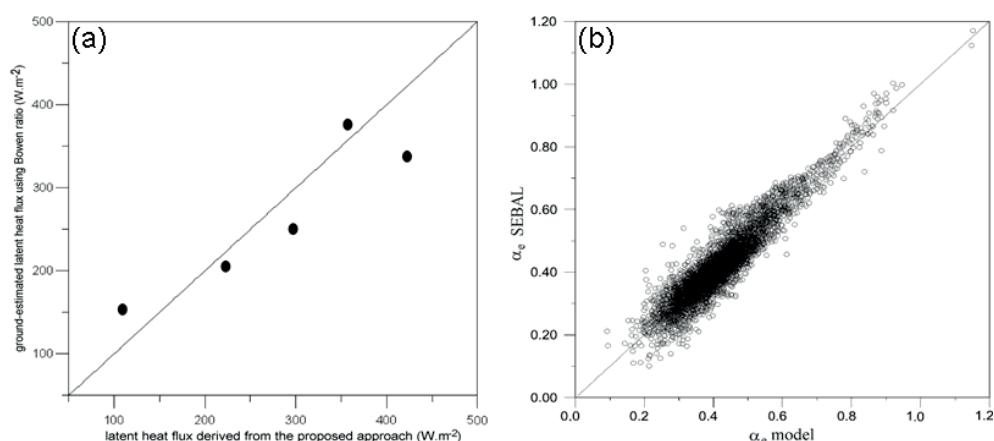 (a)
500
400
300
200
100
ground-estimated latent heat flux using Bowen ratio (W.m-2)
100 200 300 400 500
latent heat flux derived from the proposed approach (W.m-2)
(b)
1.20
1.00
0.80
0.60
0.40
0.20
0.00
αe SEBAL
0.0 0.2 0.4 0.6 0.8 1.0 1.2
αe model